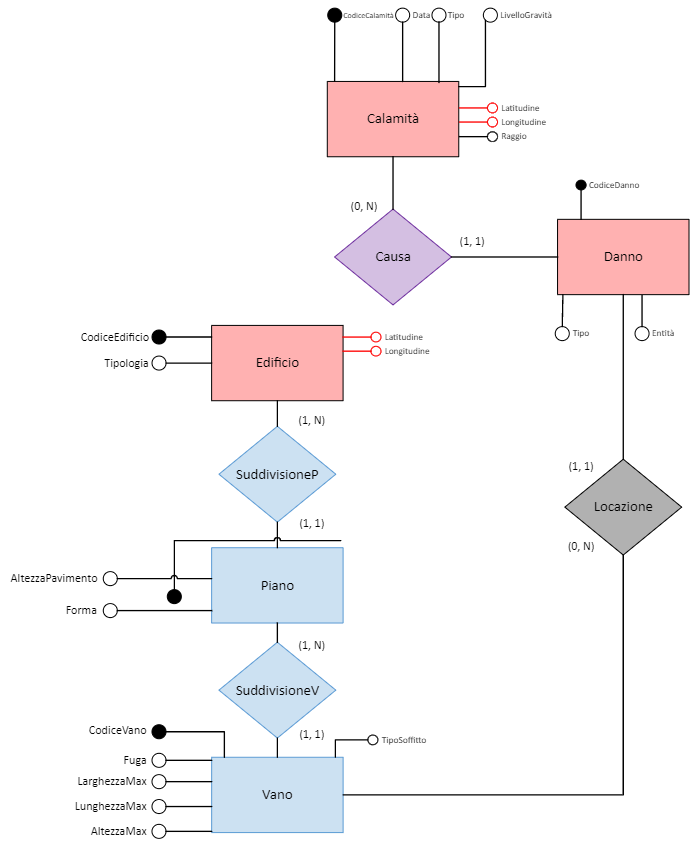 CodiceCalamità Data Tipo LivelloGravità
Calamità
Latitudine
Longitudine
Raggio
(0, N)
Causa
(1, 1)
CodiceDanno
Danno
Tipo
Entità
CodiceEdificio
Tipologia
Edificio
Latitudine
Longitudine
(1, N)
SuddivisioneP
(1, 1)
(1, 1)
Locazione
(0, N)
AltezzaPavimento
Forma
Piano
(1, N)
SuddivisioneV
(1, 1)
CodiceVano
TipoSoffitto
Fuga
LarghezzaMax
LunghezzaMax
AltezzaMax
Vano